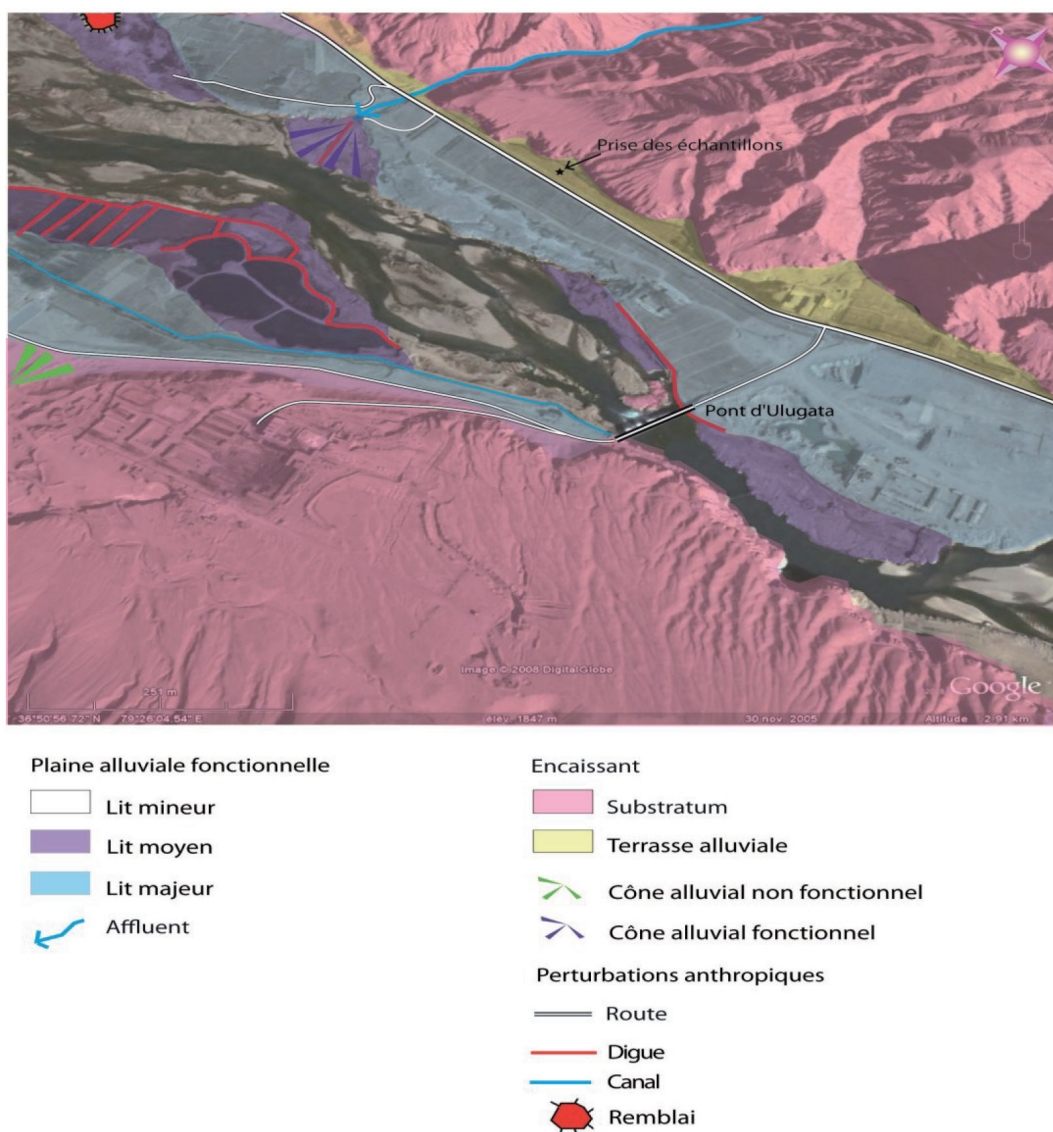 Prise des échantillons
Pont d'Ulugata
Image © 2008 DigitalGlobe
Google
251 m
36°50'56.72" N 79°26'04.54" E élév. 1847 m 30 nov. 2005 Altitude 2.91 km
Plaine alluviale fonctionnelle
Lit mineur
Lit moyen
Lit majeur
Affluent
Encaissant
Substratum
Terrasse alluviale
Cône alluvial non fonctionnel
Cône alluvial fonctionnel
Perturbations anthropiques
Route
Digue
Canal
Remblai